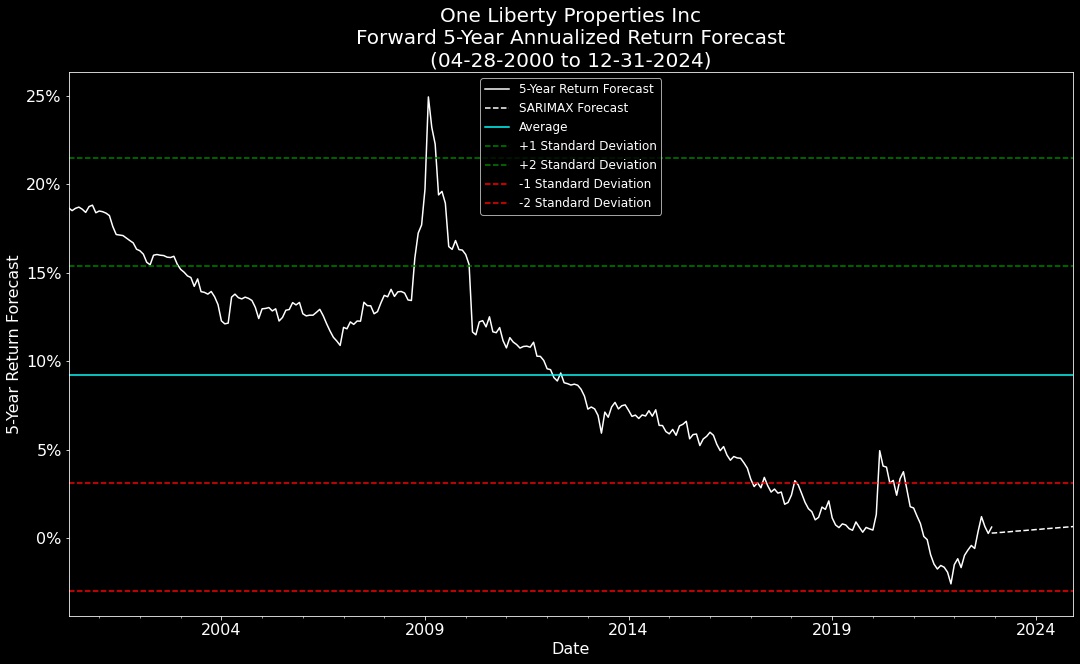 One Liberty Properties Inc
Forward 5-Year Annualized Return Forecast
(04-28-2000 to 12-31-2024)
5-Year Return Forecast
SARIMAX Forecast
Average
+1 Standard Deviation
+2 Standard Deviation
-1 Standard Deviation
-2 Standard Deviation
25%
20%
15%
10%
5%
0%
5-Year Return Forecast
2004
2009
2014
2019
2024
Date